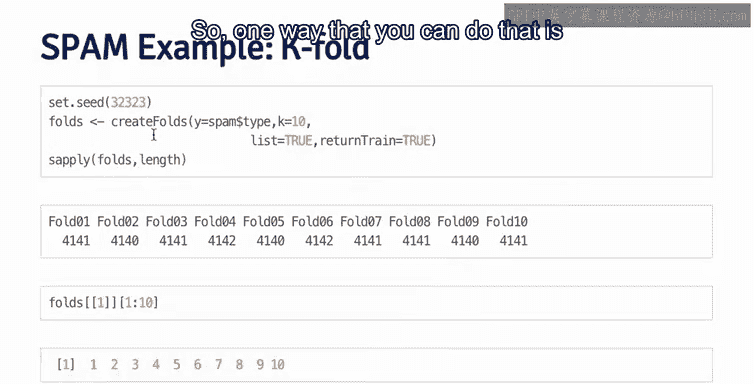 So, one way that you can do that is
SPAM Example: K-fold
set.seed(32323)
folds <- createFolds(y=spam$type,k=10,
list=TRUE,returnTrain=TRUE)
sapply(folds,length)
Fold01 Fold02 Fold03 Fold04 Fold05 Fold06 Fold07 Fold08 Fold09 Fold10
4141 4140 4141 4142 4140 4142 4141 4141 4140 4141
folds[[1]][1:10]
[1] 1 2 3 4 5 6 7 8 9 10